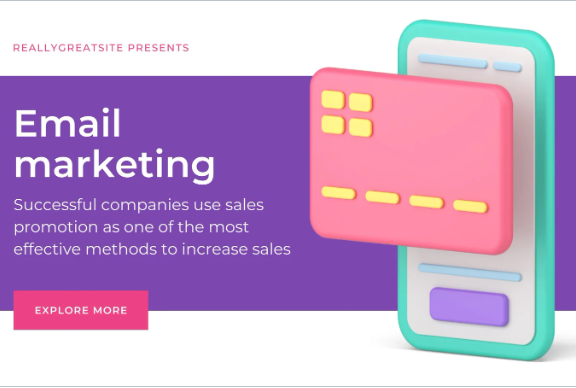 REALLYGREATSITE PRESENTS
Email
marketing
Successful companies use sales
promotion as one of the most
effective methods to increase sales
EXPLORE MORE